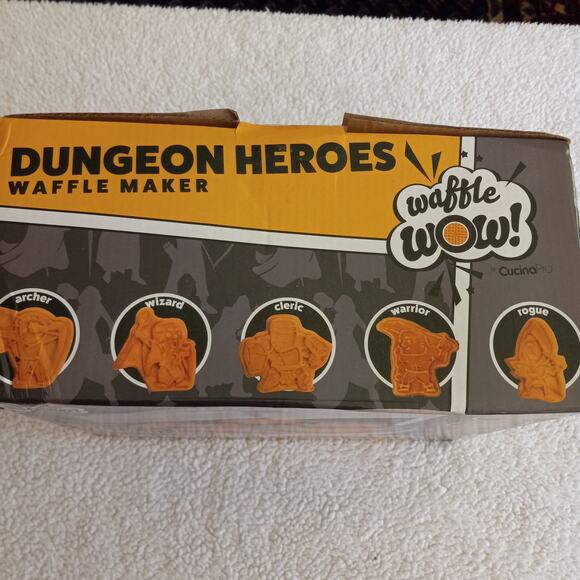 DUNGEON HEROES
WAFFLE MAKER
waffle
WOW!
by CucinaPro
archer
wizard
cleric
warrior
rogue